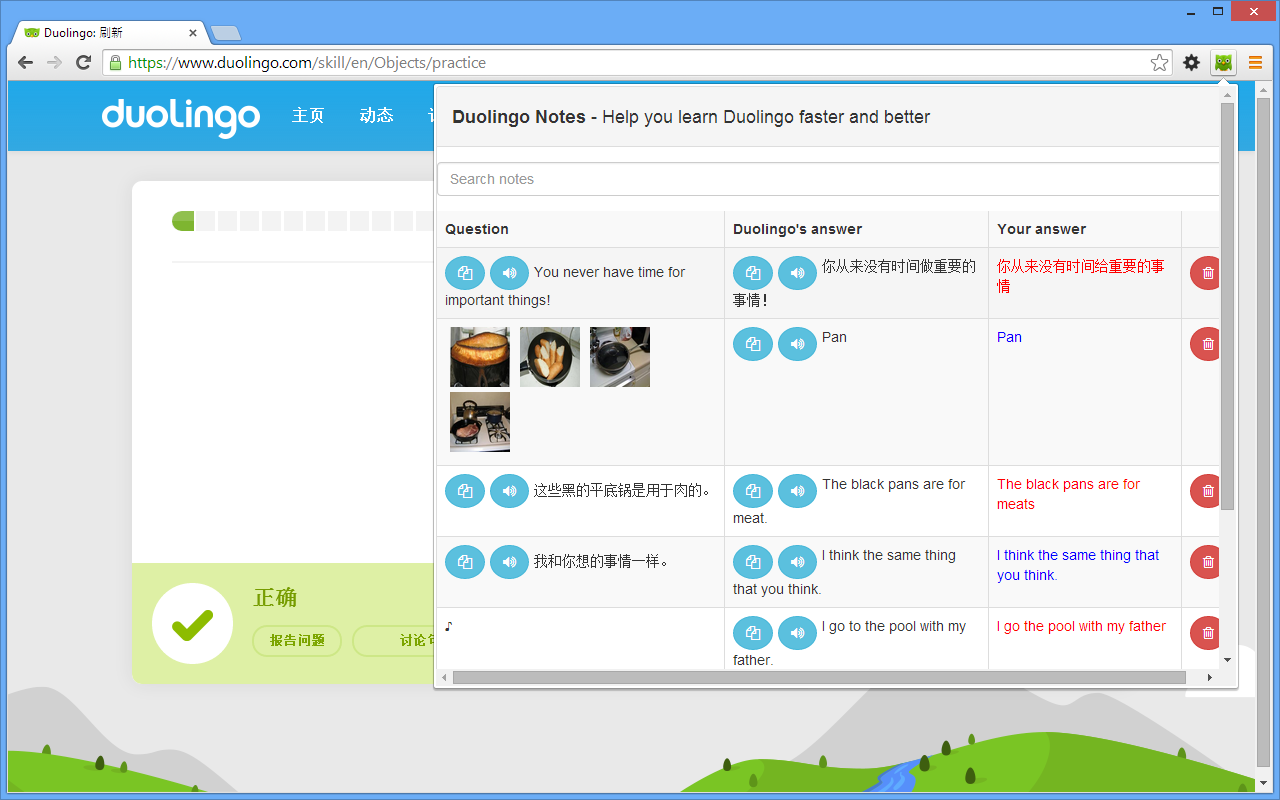 Duolingo: 刷新
https://www.duolingo.com/skill/en/Objects/practice
duolingo 主页 动态
Duolingo Notes - Help you learn Duolingo faster and better
Search notes
Question Duolingo's answer Your answer
You never have time for
important things!
你从来没有时间做重要的
事情！
你从来没有时间给重要的事
情
Pan
Pan
这些黑的平底锅是用于肉的。
The black pans are for
meat.
The black pans are for
meats
我和你想的事情一样。
I think the same thing
that you think.
I think the same thing that
you think.
♪
I go to the pool with my
father.
I go the pool with my father
正确
报告问题
讨论